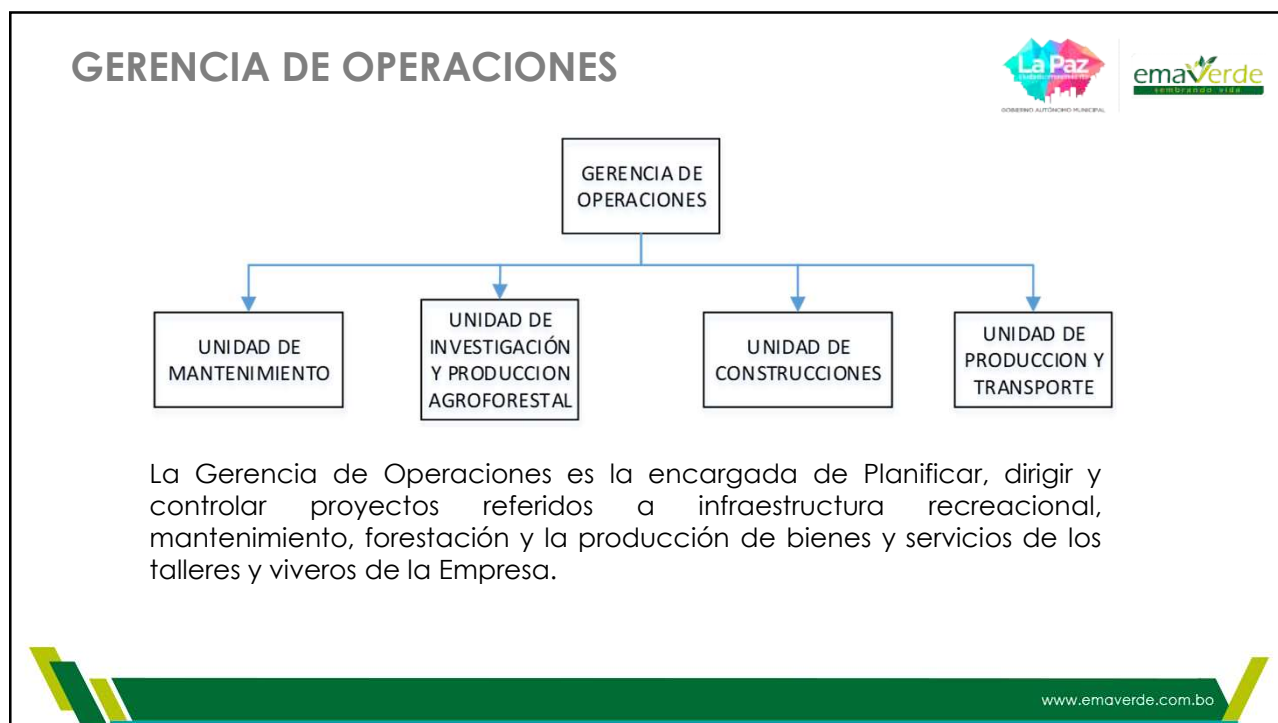 GERENCIA DE OPERACIONES
La Paz
GOBIERNO AUTÓNOMO MUNICIPAL
emaverde
sembrando vida
GERENCIA DE
OPERACIONES
UNIDAD DE
MANTENIMIENTO
UNIDAD DE
INVESTIGACIÓN
Y PRODUCCION
AGROFORESTAL
UNIDAD DE
CONSTRUCCIONES
UNIDAD DE
PRODUCCION Y
TRANSPORTE
La Gerencia de Operaciones es la encargada de Planificar, dirigir y
controlar proyectos referidos a infraestructura recreacional,
mantenimiento, forestación y la producción de bienes y servicios de los
talleres y viveros de la Empresa.
www.emaverde.com.bo